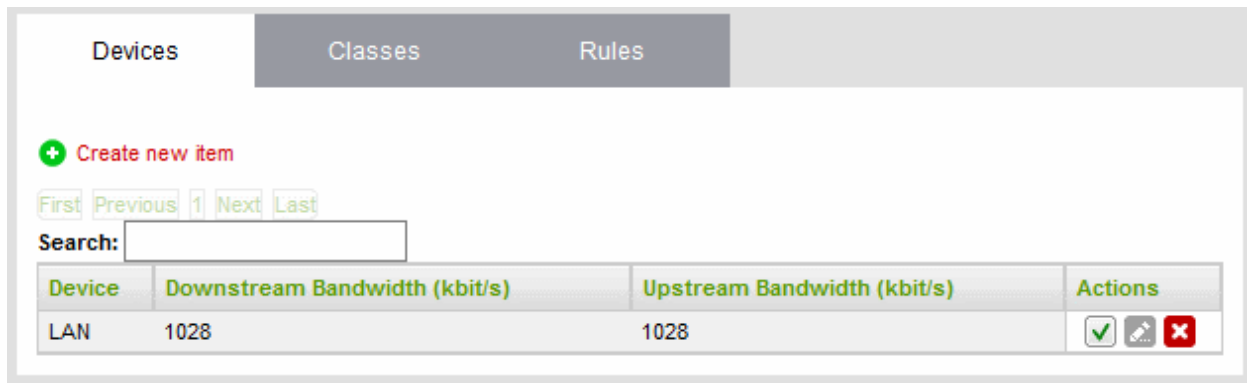 Devices Classes Rules
Create new item
First Previous 1 Next Last
Search:
Device Downstream Bandwidth (kbit/s) Upstream Bandwidth (kbit/s) Actions
LAN 1028 1028